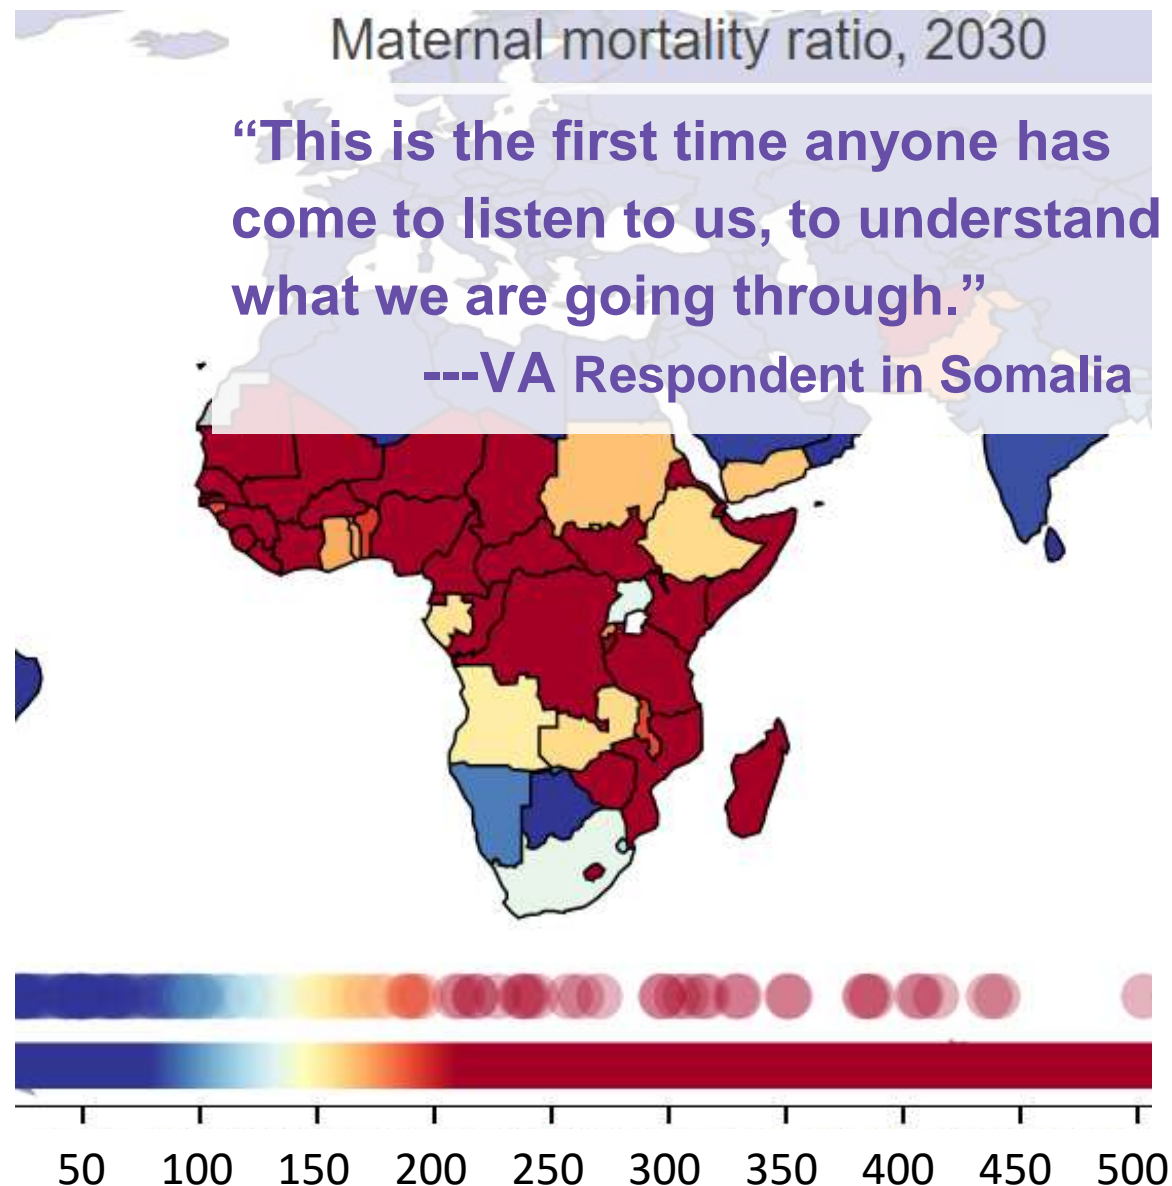 Maternal mortality ratio, 2030
“This is the first time anyone has
come to listen to us, to understand
what we are going through.”
---VA Respondent in Somalia
50 100 150 200 250 300 350 400 450 500